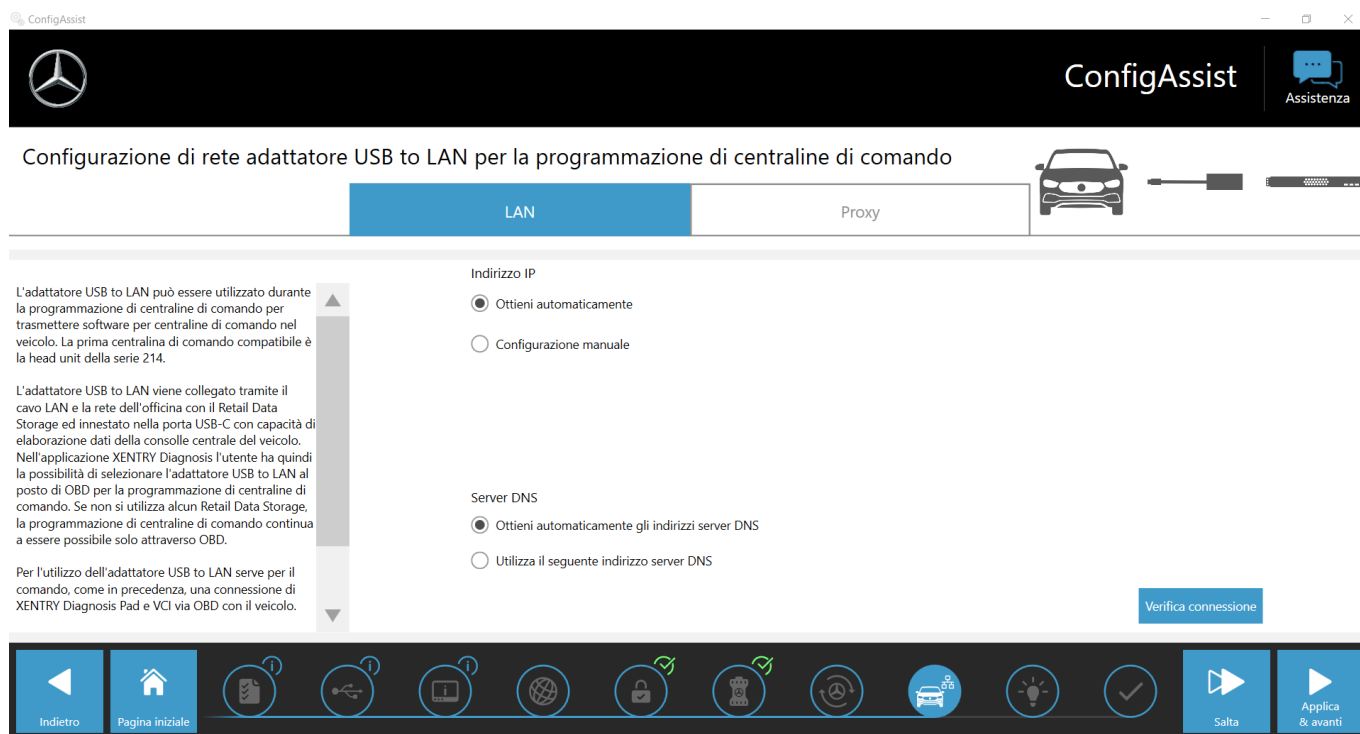 ConfigAssist
ConfigAssist
Assistenza
Configurazione di rete adattatore USB to LAN per la programmazione di centraline di comando
LAN
Proxy
L'adattatore USB to LAN può essere utilizzato durante
la programmazione di centraline di comando per
trasmettere software per centraline di comando nel
veicolo. La prima centralina di comando compatibile è
la head unit della serie 214.
L'adattatore USB to LAN viene collegato tramite il
cavo LAN e la rete dell'officina con il Retail Data
Storage ed innestato nella porta USB-C con capacità di
elaborazione dati della consolle centrale del veicolo.
Nell'applicazione XENTRY Diagnosis l'utente ha quindi
la possibilità di selezionare l'adattatore USB to LAN al
posto di OBD per la programmazione di centraline di
comando. Se non si utilizza alcun Retail Data Storage,
la programmazione di centraline di comando continua
a essere possibile solo attraverso OBD.
Per l'utilizzo dell'adattatore USB to LAN serve per il
comando, come in precedenza, una connessione di
XENTRY Diagnosis Pad e VCI via OBD con il veicolo.
Indirizzo IP
Ottieni automaticamente
Configurazione manuale
Server DNS
Ottieni automaticamente gli indirizzi server DNS
Utilizza il seguente indirizzo server DNS
Verifica connessione
Indietro
Pagina iniziale
Salta
Applica
& avanti